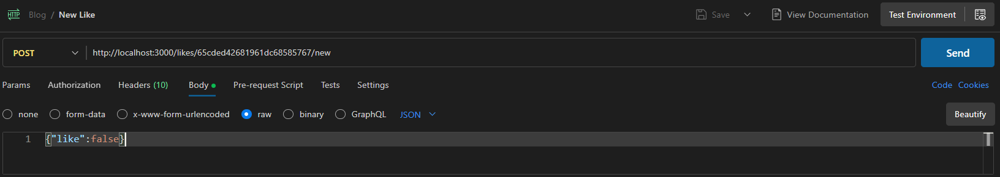 HTTP Blog / New Like Save View Documentation Test Environment
POST http://localhost:3000/likes/65cded42681961dc68585767/new Send
Params Authorization Headers (10) Body Pre-request Script Tests Settings Code Cookies
none form-data x-www-form-urlencoded raw binary GraphQL JSON Beautify
1 {"like":false}